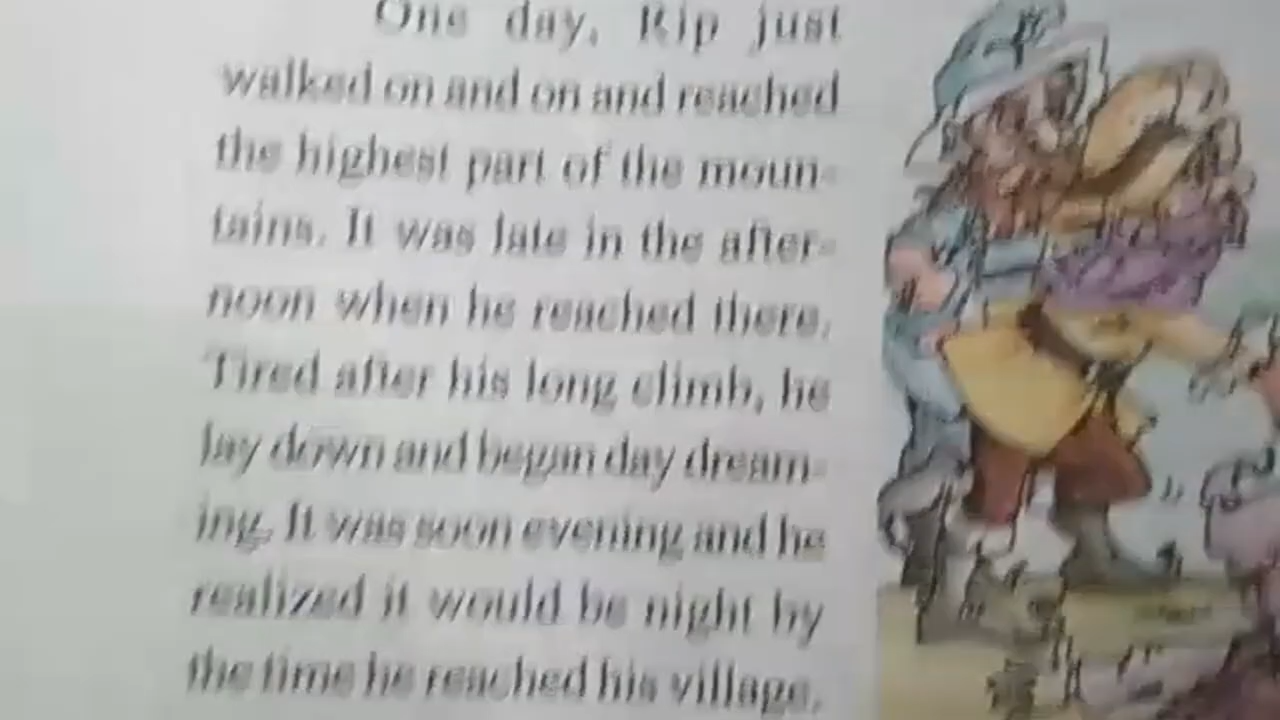 One day, Rip just
walked on and on and reached
the highest part of the moun-
tains. It was late in the after-
noon when he reached there.
Tired after his long climb, he
lay down and began day dream-
ing. It was soon evening and he
realized it would be night by
the time he reached his village.